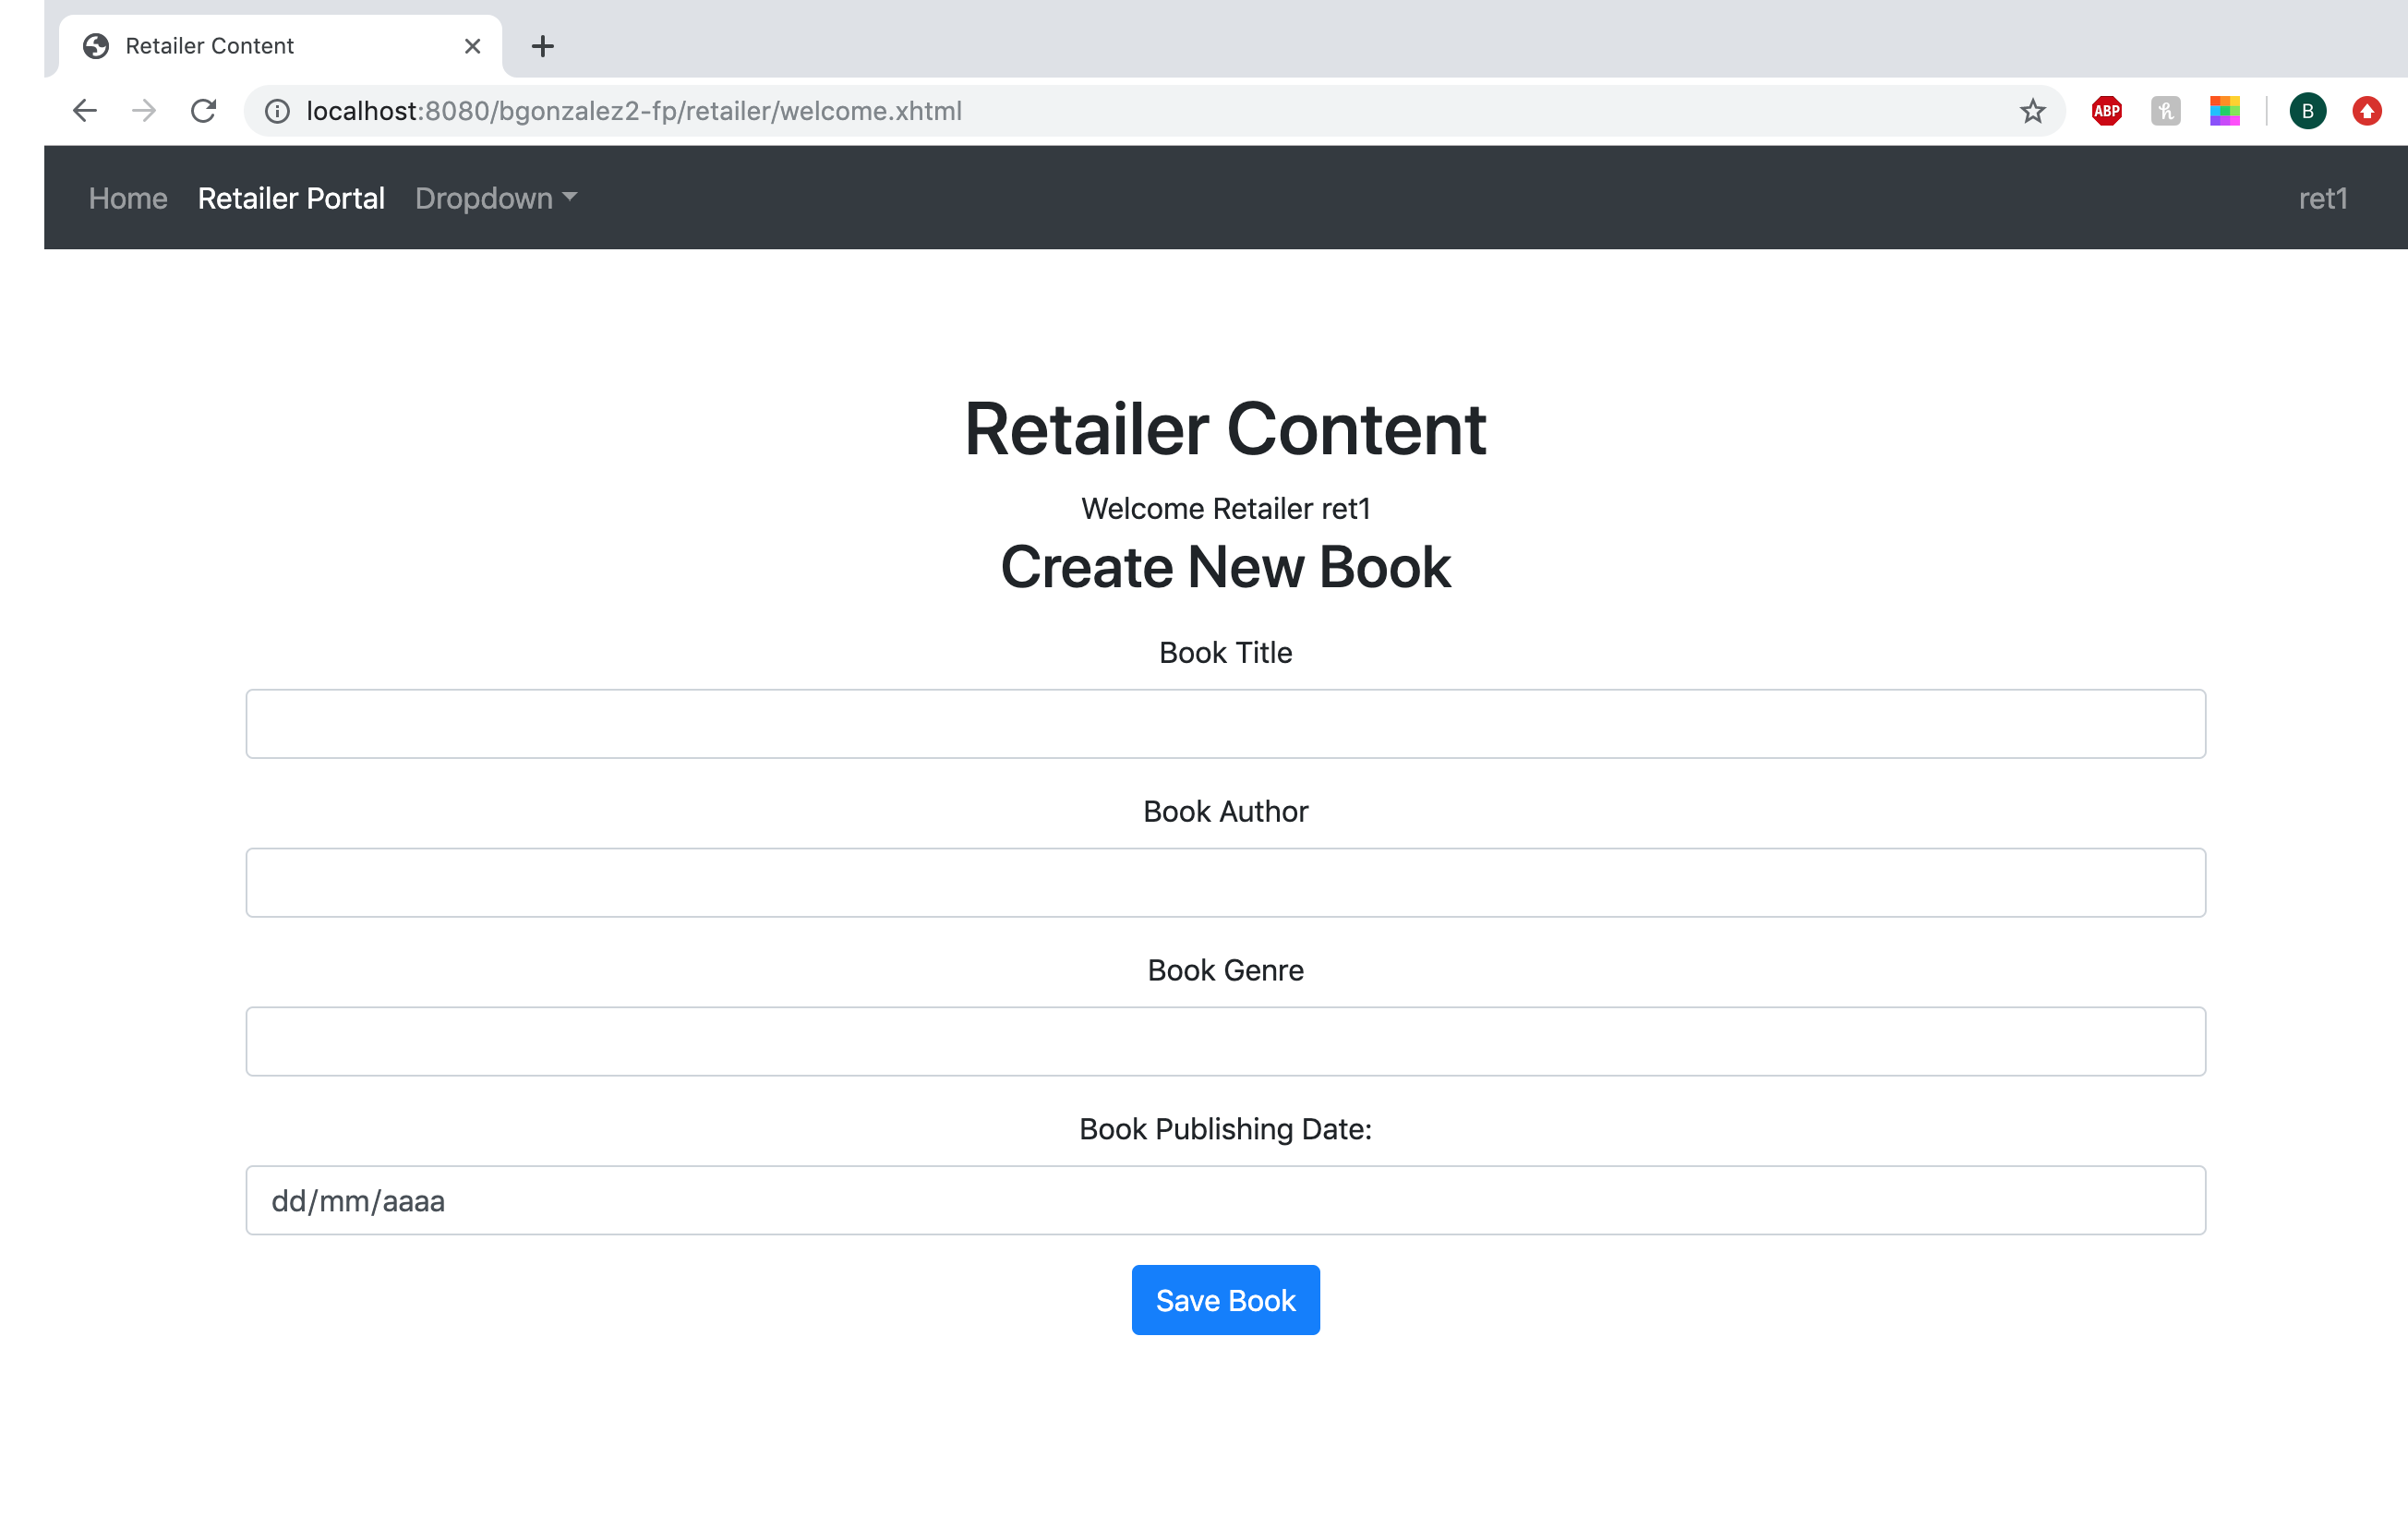 Retailer Content
localhost:8080/bgonzalez2-fp/retailer/welcome.xhtml ABP h B
Home Retailer Portal Dropdown ret1
Retailer Content
Welcome Retailer ret1
Create New Book
Book Title
Book Author
Book Genre
Book Publishing Date:
dd/mm/aaaa
Save Book